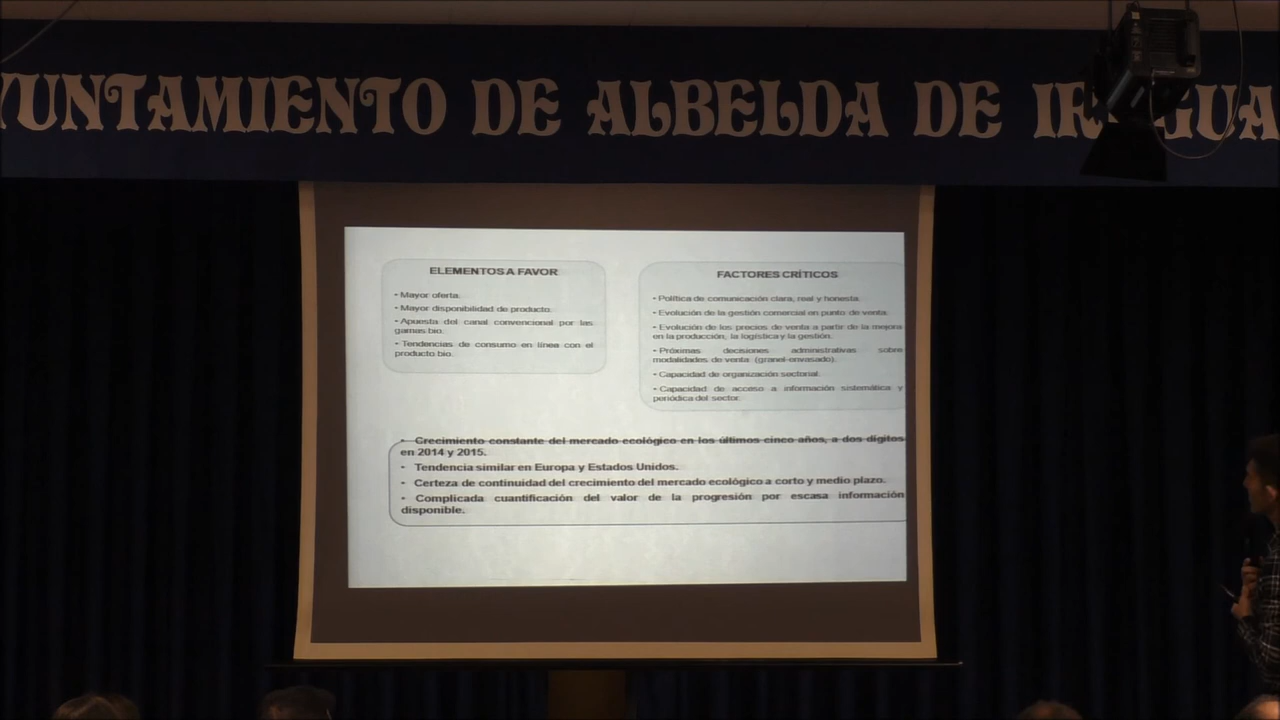 YUNTAMIENTO DE ALBELDA DE IR GUA
ELEMENTOS A FAVOR
• Mayor oferta.
• Mayor disponibilidad de producto.
• Apuesta del canal convencional por las
gamas bio.
• Tendencias de consumo en línea con el
producto bio.
FACTORES CRÍTICOS
• Política de comunicación clara, real y honesta.
• Evolución de la gestión comercial en punto de venta.
• Evolución de los precios de venta a partir de la mejora
en la producción, la logística y la gestión.
• Próximas decisiones administrativas sobre
modalidades de venta (granel-envasado).
• Capacidad de organización sectorial.
• Capacidad de acceso a información sistemática y
periódica del sector.
• Crecimiento constante del mercado ecológico en los últimos cinco años, a dos dígitos
en 2014 y 2015.
• Tendencia similar en Europa y Estados Unidos.
• Certeza de continuidad del crecimiento del mercado ecológico a corto y medio plazo.
• Complicada cuantificación del valor de la progresión por escasa información
disponible.